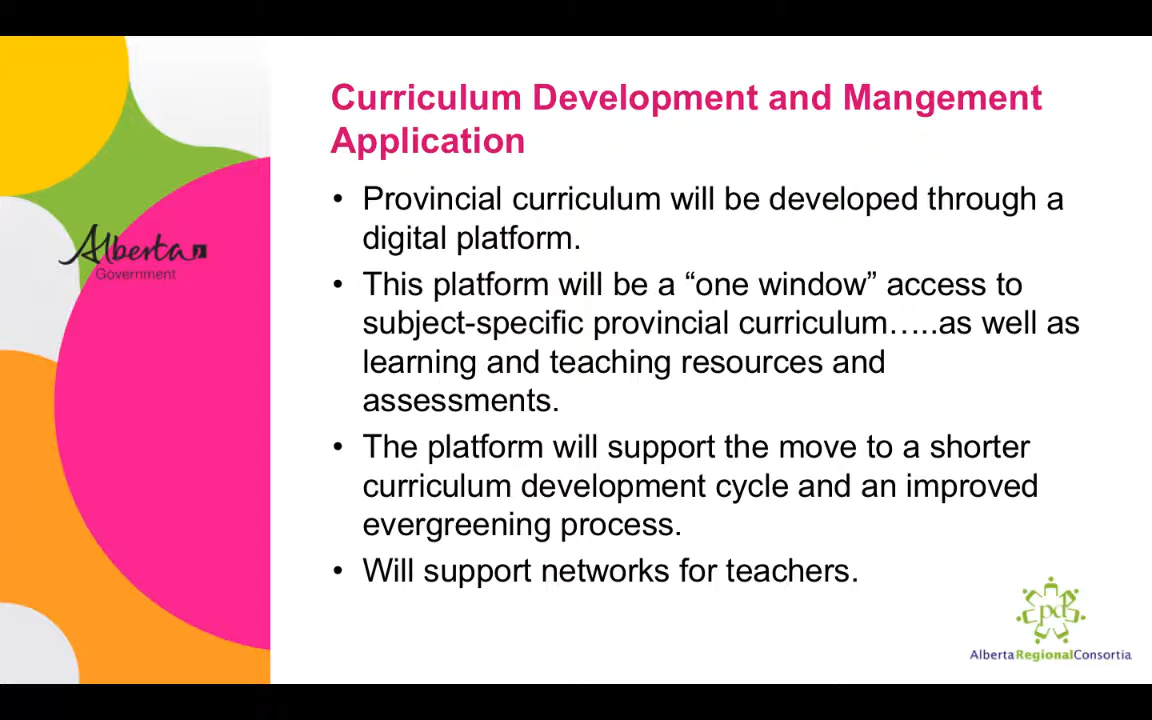 Curriculum Development and Mangement
Application
• Provincial curriculum will be developed through a
digital platform.
• This platform will be a “one window” access to
subject-specific provincial curriculum…..as well as
learning and teaching resources and
assessments.
• The platform will support the move to a shorter
curriculum development cycle and an improved
evergreening process.
• Will support networks for teachers.
Alberta
Government
pd
AlbertaRegionalConsortia